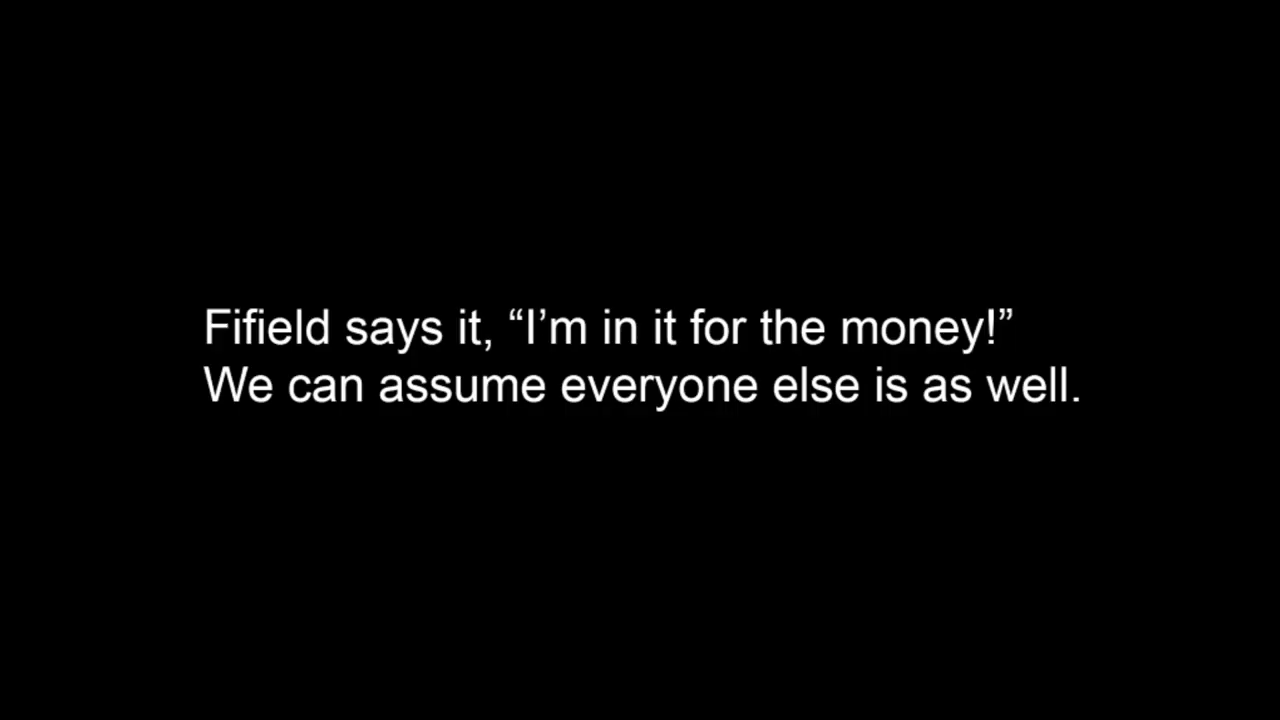 Fifield says it, “I’m in it for the money!”
We can assume everyone else is as well.